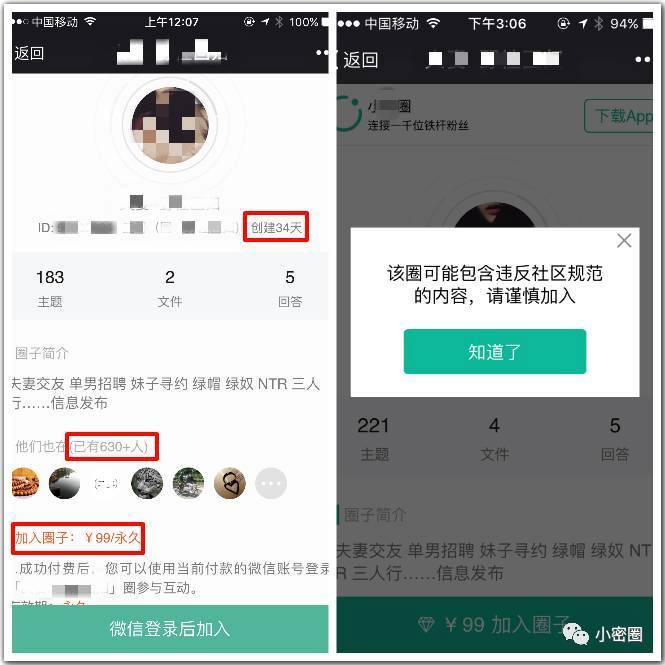 中国移动
上午12:07
100%
返回
ID:
创建34天
183
2
5
主题
文件
回答
圈子简介
夫妻交友 单男招聘 妹子寻约 绿帽 绿奴 NTR 三人
行……信息发布
他们也在(已有630+人)
加入圈子：￥99/永久
成功付费后，您可以使用当前付款的微信账号登录
「 」圈参与互动。
微信登录后加入
中国移动
下午3:06
94%
返回
小 圈
连接一千位铁杆粉丝
下载App
该圈可能包含违反社区规范
的内容，请谨慎加入
知道了
221
4
5
主题
文件
回答
圈子简介
夫妻交友 单男招聘 妹子寻约 绿帽 绿奴 NT
R 三人行……信息发布
￥99 加入圈子
小密圈